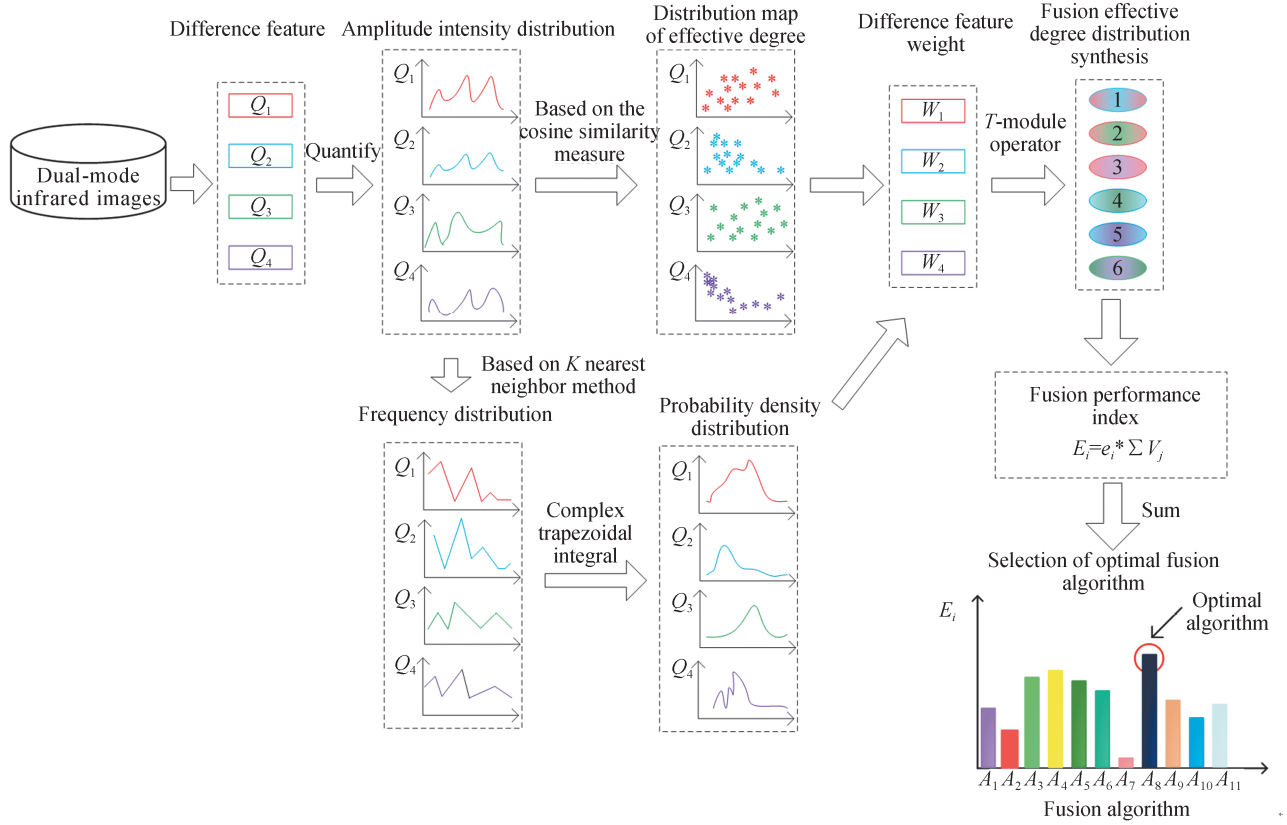 Dual-mode
infrared images
Difference feature
Q1
Q2
Q3
Q4
Quantify
Amplitude intensity distribution
Q1
Q2
Q3
Q4
Based on the
cosine similarity
measure
Distribution map
of effective degree
Q1
Q2
Q3
Q4
Difference feature
weight
W1
W2
W3
W4
T-module
operator
Fusion effective
degree distribution
synthesis
1
2
3
4
5
6
Based on K nearest
neighbor method
Frequency distribution
Q1
Q2
Q3
Q4
Complex
trapezoidal
integral
Probability density
distribution
Q1
Q2
Q3
Q4
Fusion performance
index
Ei=ei*ΣVj
Sum
Selection of optimal fusion
algorithm
Ei
Optimal
algorithm
A1 A2 A3 A4 A5 A6 A7 A8 A9 A10 A11
Fusion algorithm